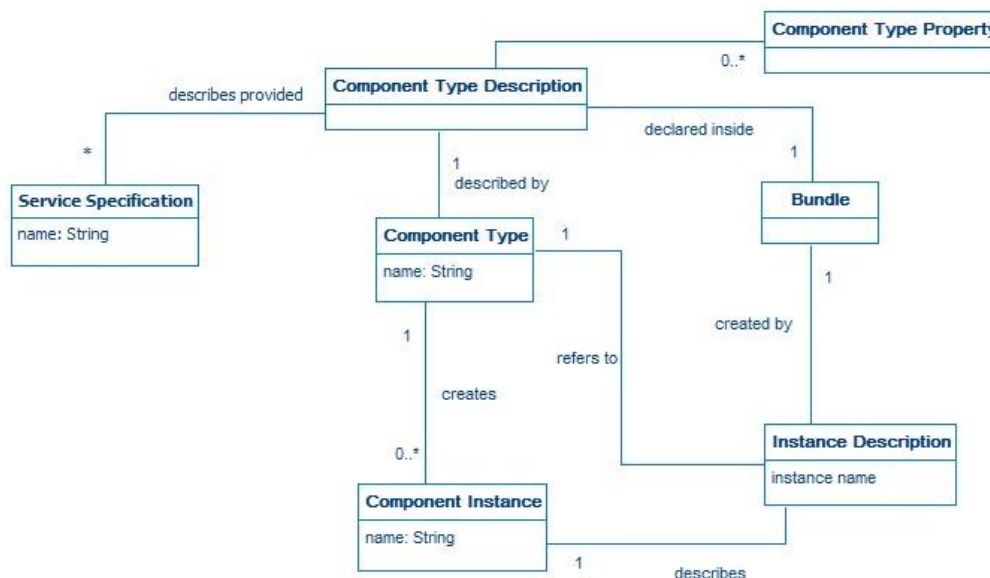 Component Type Property
0..*
Component Type Description
describes provided
declared inside
*
1
1
described by
Service Specification
name: String
Bundle
Component Type
name: String
1
1
1
created by
refers to
creates
0..*
Instance Description
instance name
Component Instance
name: String
1
describes